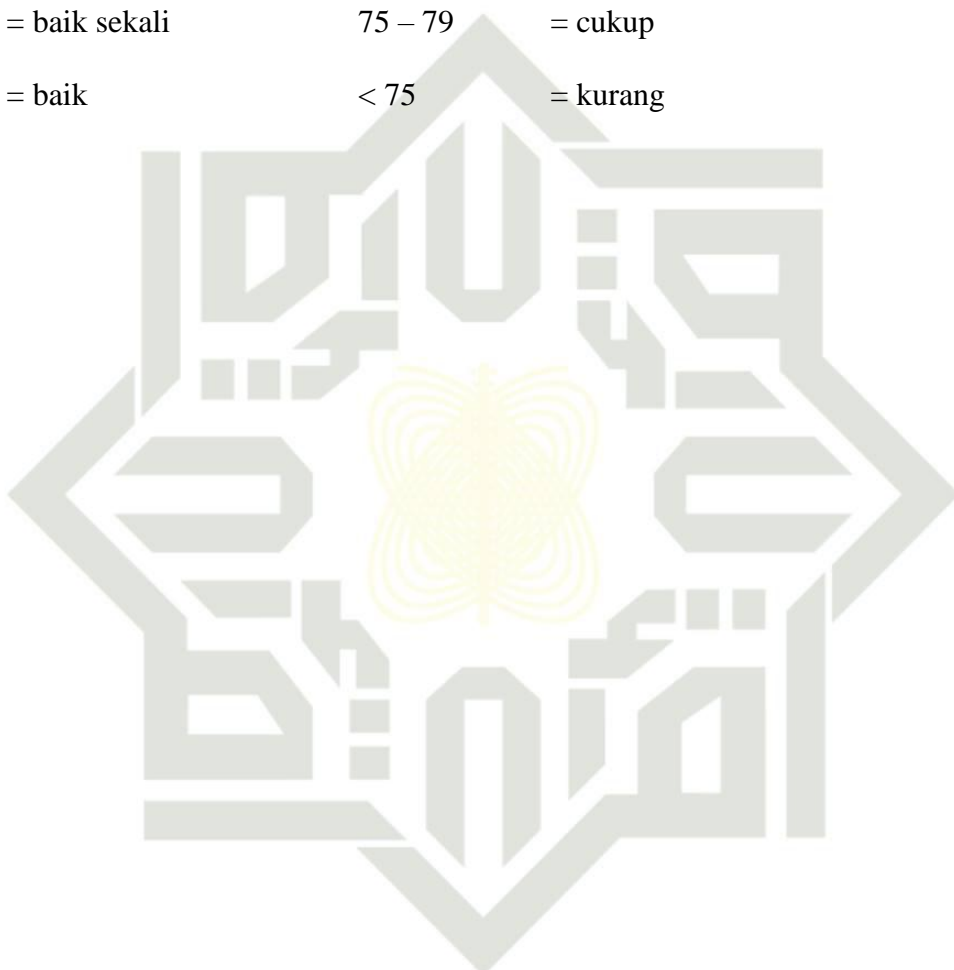 = baik sekali 75 – 79 = cukup
= baik < 75 = kurang